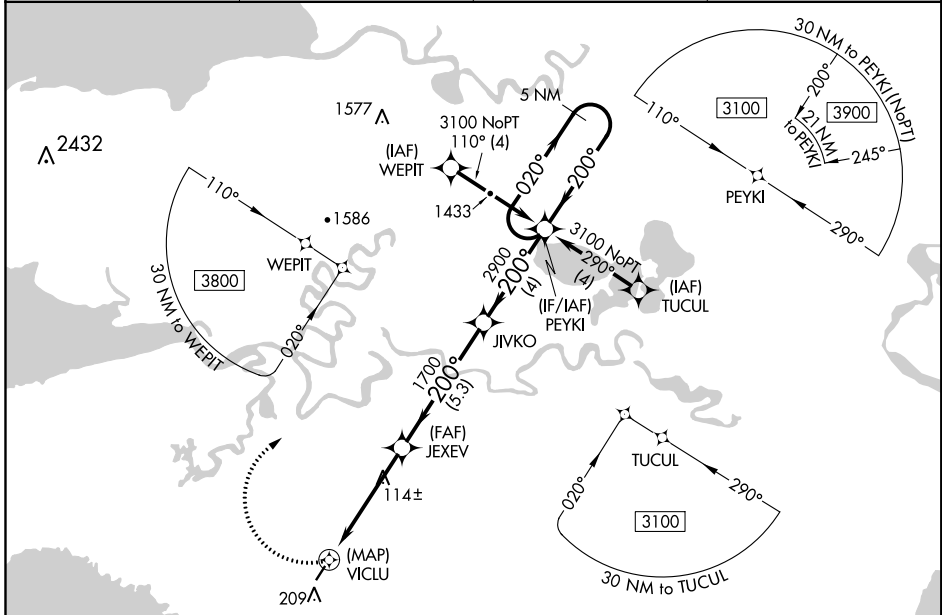 30 NM to PEYKI (NoPT)
200°
3100
3900
110°
21 NM
to PEYKI
245°
PEYKI
290°
5 NM
1577
3100 NoPT
110° (4)
2432
(IAF)
WEPIT
020°
200°
1433
110°
1586
WEPIT
3800
020°
30 NM to WEPIT
3100 NoPT
290°
(4)
(IAF)
TUCUL
(IF/IAF)
PEYKI
2900
200°
(4)
JIVKO
1700
200°
(5.3)
(FAF)
JEXEV
114±
(MAP)
VICLU
209
TUCUL
020°
290°
3100
30 NM to TUCUL